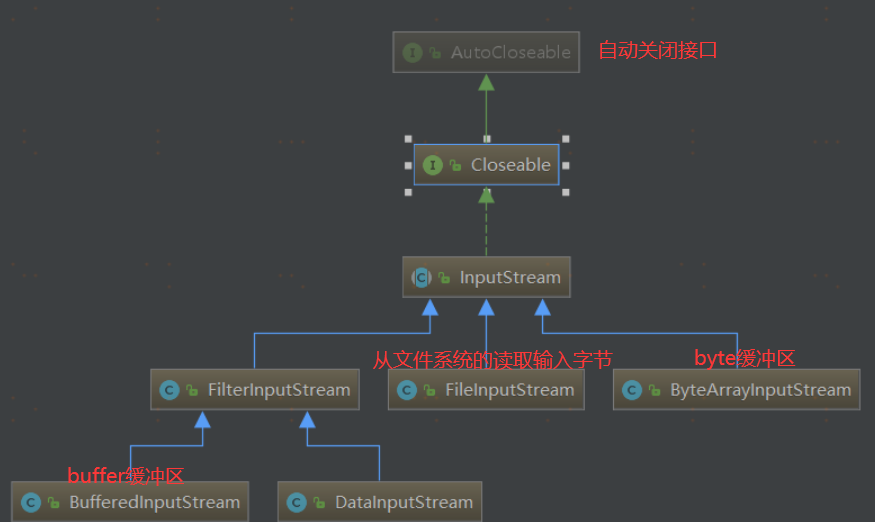 AutoCloseable
自动关闭接口
Closeable
InputStream
从文件系统的读取输入字节
byte缓冲区
FilterInputStream
FileInputStream
ByteArrayInputStream
buffer缓冲区
BufferedInputStream
DataInputStream